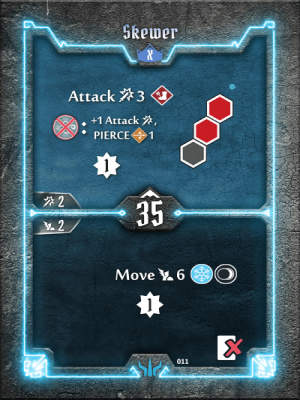 Skewer
X
Attack 3
+1 Attack ,
PIERCE 1
1
35
2
2
Move 6
1
011